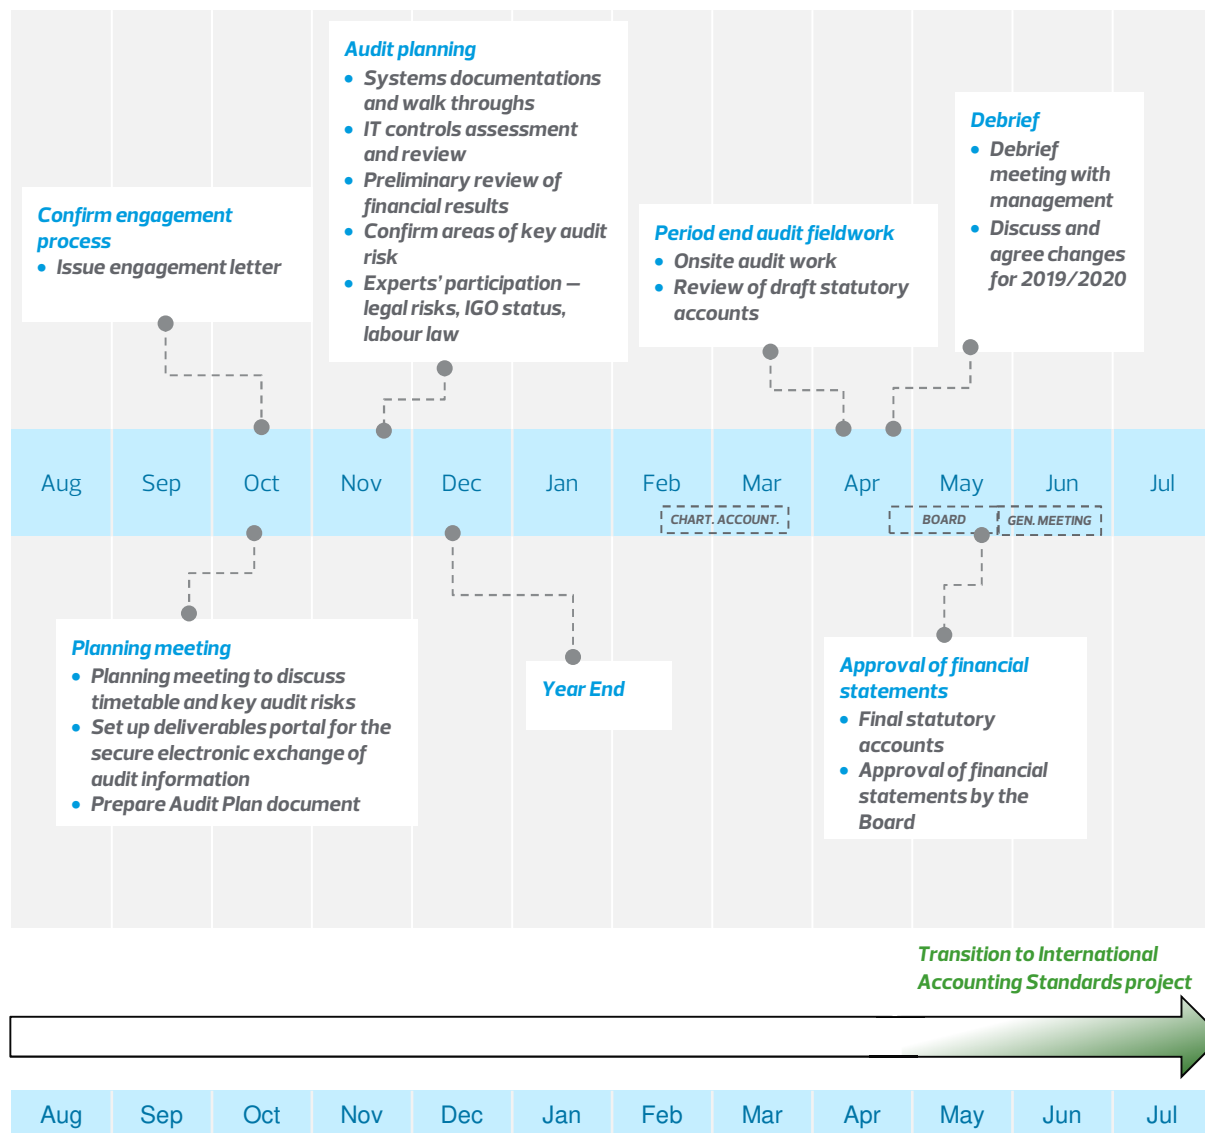 Audit planning
• Systems documentations
and walk throughs
• IT controls assessment
and review
• Preliminary review of
financial results
• Confirm areas of key audit
risk
• Experts' participation –
legal risks, IGO status,
labour law
Debrief
• Debrief
meeting with
management
• Discuss and
agree changes
for 2019/2020
Confirm engagement
process
• Issue engagement letter
Period end audit fieldwork
• Onsite audit work
• Review of draft statutory
accounts
Aug Sep Oct Nov Dec Jan Feb Mar Apr May Jun Jul
CHART. ACCOUNT. BOARD GEN. MEETING
Planning meeting
• Planning meeting to discuss
timetable and key audit risks
• Set up deliverables portal for the
secure electronic exchange of
audit information
• Prepare Audit Plan document
Year End
Approval of financial
statements
• Final statutory
accounts
• Approval of financial
statements by the
Board
Transition to International
Accounting Standards project
Aug Sep Oct Nov Dec Jan Feb Mar Apr May Jun Jul